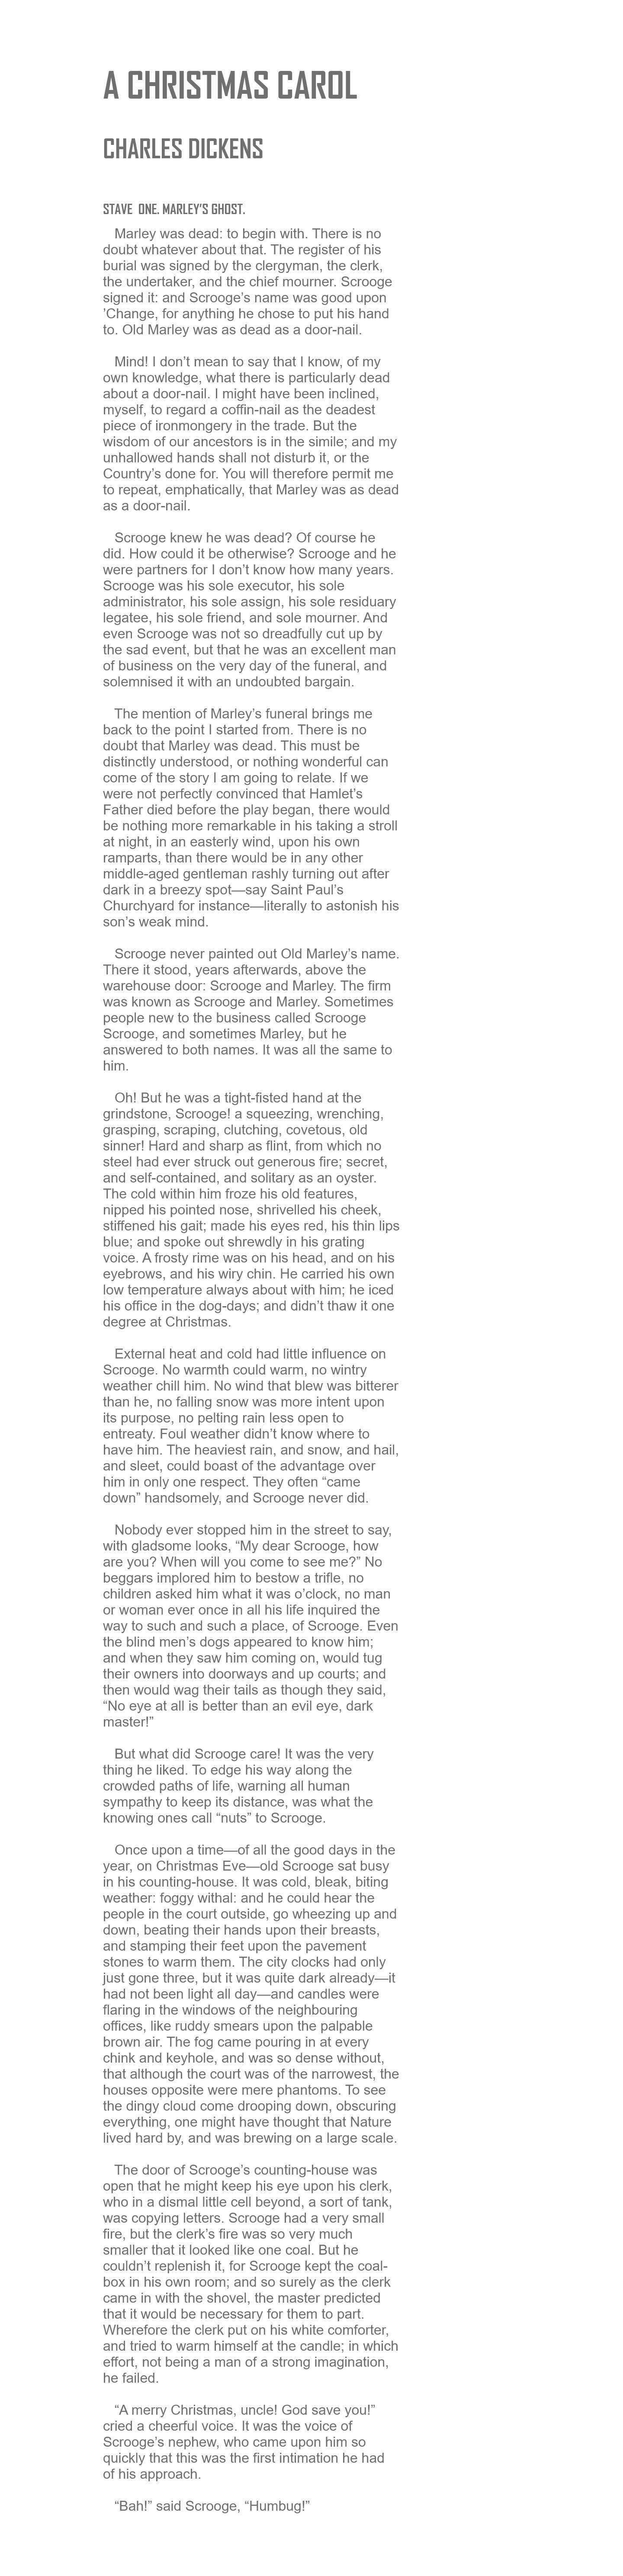 A CHRISTMAS CAROL
CHARLES DICKENS
STAVE ONE. MARLEY’S GHOST.
Marley was dead: to begin with. There is no
doubt whatever about that. The register of his
burial was signed by the clergyman, the clerk,
the undertaker, and the chief mourner. Scrooge
signed it: and Scrooge’s name was good upon
’Change, for anything he chose to put his hand
to. Old Marley was as dead as a door-nail.
Mind! I don’t mean to say that I know, of my
own knowledge, what there is particularly dead
about a door-nail. I might have been inclined,
myself, to regard a coffin-nail as the deadest
piece of ironmongery in the trade. But the
wisdom of our ancestors is in the simile; and my
unhallowed hands shall not disturb it, or the
Country’s done for. You will therefore permit me
to repeat, emphatically, that Marley was as dead
as a door-nail.
Scrooge knew he was dead? Of course he
did. How could it be otherwise? Scrooge and he
were partners for I don’t know how many years.
Scrooge was his sole executor, his sole
administrator, his sole assign, his sole residuary
legatee, his sole friend, and sole mourner. And
even Scrooge was not so dreadfully cut up by
the sad event, but that he was an excellent man
of business on the very day of the funeral, and
solemnised it with an undoubted bargain.
The mention of Marley’s funeral brings me
back to the point I started from. There is no
doubt that Marley was dead. This must be
distinctly understood, or nothing wonderful can
come of the story I am going to relate. If we
were not perfectly convinced that Hamlet’s
Father died before the play began, there would
be nothing more remarkable in his taking a stroll
at night, in an easterly wind, upon his own
ramparts, than there would be in any other
middle-aged gentleman rashly turning out after
dark in a breezy spot—say Saint Paul’s
Churchyard for instance—literally to astonish his
son’s weak mind.
Scrooge never painted out Old Marley’s name.
There it stood, years afterwards, above the
warehouse door: Scrooge and Marley. The firm
was known as Scrooge and Marley. Sometimes
people new to the business called Scrooge
Scrooge, and sometimes Marley, but he
answered to both names. It was all the same to
him.
Oh! But he was a tight-fisted hand at the
grindstone, Scrooge! a squeezing, wrenching,
grasping, scraping, clutching, covetous, old
sinner! Hard and sharp as flint, from which no
steel had ever struck out generous fire; secret,
and self-contained, and solitary as an oyster.
The cold within him froze his old features,
nipped his pointed nose, shrivelled his cheek,
stiffened his gait; made his eyes red, his thin lips
blue; and spoke out shrewdly in his grating
voice. A frosty rime was on his head, and on his
eyebrows, and his wiry chin. He carried his own
low temperature always about with him; he iced
his office in the dog-days; and didn’t thaw it one
degree at Christmas.
External heat and cold had little influence on
Scrooge. No warmth could warm, no wintry
weather chill him. No wind that blew was bitterer
than he, no falling snow was more intent upon
its purpose, no pelting rain less open to
entreaty. Foul weather didn’t know where to
have him. The heaviest rain, and snow, and hail,
and sleet, could boast of the advantage over
him in only one respect. They often “came
down” handsomely, and Scrooge never did.
Nobody ever stopped him in the street to say,
with gladsome looks, “My dear Scrooge, how
are you? When will you come to see me?” No
beggars implored him to bestow a trifle, no
children asked him what it was o’clock, no man
or woman ever once in all his life inquired the
way to such and such a place, of Scrooge. Even
the blind men’s dogs appeared to know him;
and when they saw him coming on, would tug
their owners into doorways and up courts; and
then would wag their tails as though they said,
“No eye at all is better than an evil eye, dark
master!”
But what did Scrooge care! It was the very
thing he liked. To edge his way along the
crowded paths of life, warning all human
sympathy to keep its distance, was what the
knowing ones call “nuts” to Scrooge.
Once upon a time—of all the good days in the
year, on Christmas Eve—old Scrooge sat busy
in his counting-house. It was cold, bleak, biting
weather: foggy withal: and he could hear the
people in the court outside, go wheezing up and
down, beating their hands upon their breasts,
and stamping their feet upon the pavement
stones to warm them. The city clocks had only
just gone three, but it was quite dark already—it
had not been light all day—and candles were
flaring in the windows of the neighbouring
offices, like ruddy smears upon the palpable
brown air. The fog came pouring in at every
chink and keyhole, and was so dense without,
that although the court was of the narrowest, the
houses opposite were mere phantoms. To see
the dingy cloud come drooping down, obscuring
everything, one might have thought that Nature
lived hard by, and was brewing on a large scale.
The door of Scrooge’s counting-house was
open that he might keep his eye upon his clerk,
who in a dismal little cell beyond, a sort of tank,
was copying letters. Scrooge had a very small
fire, but the clerk’s fire was so very much
smaller that it looked like one coal. But he
couldn’t replenish it, for Scrooge kept the coal-
box in his own room; and so surely as the clerk
came in with the shovel, the master predicted
that it would be necessary for them to part.
Wherefore the clerk put on his white comforter,
and tried to warm himself at the candle; in which
effort, not being a man of a strong imagination,
he failed.
“A merry Christmas, uncle! God save you!”
cried a cheerful voice. It was the voice of
Scrooge’s nephew, who came upon him so
quickly that this was the first intimation he had
of his approach.
“Bah!” said Scrooge, “Humbug!”